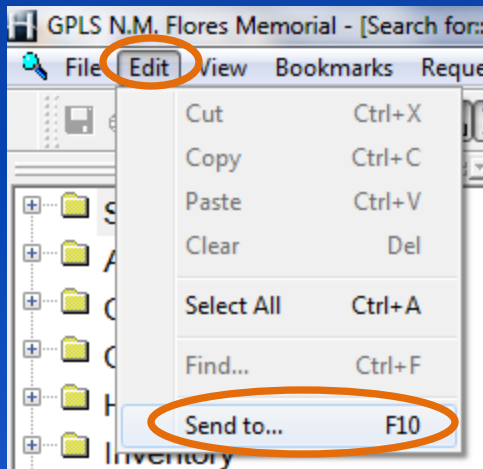 GPLS N.M. Flores Memorial - [Search for:
File Edit View Bookmarks Reque
Cut Ctrl+X
Copy Ctrl+C
Paste Ctrl+V
Clear Del
Select All Ctrl+A
Find... Ctrl+F
Send to... F10
Inventory